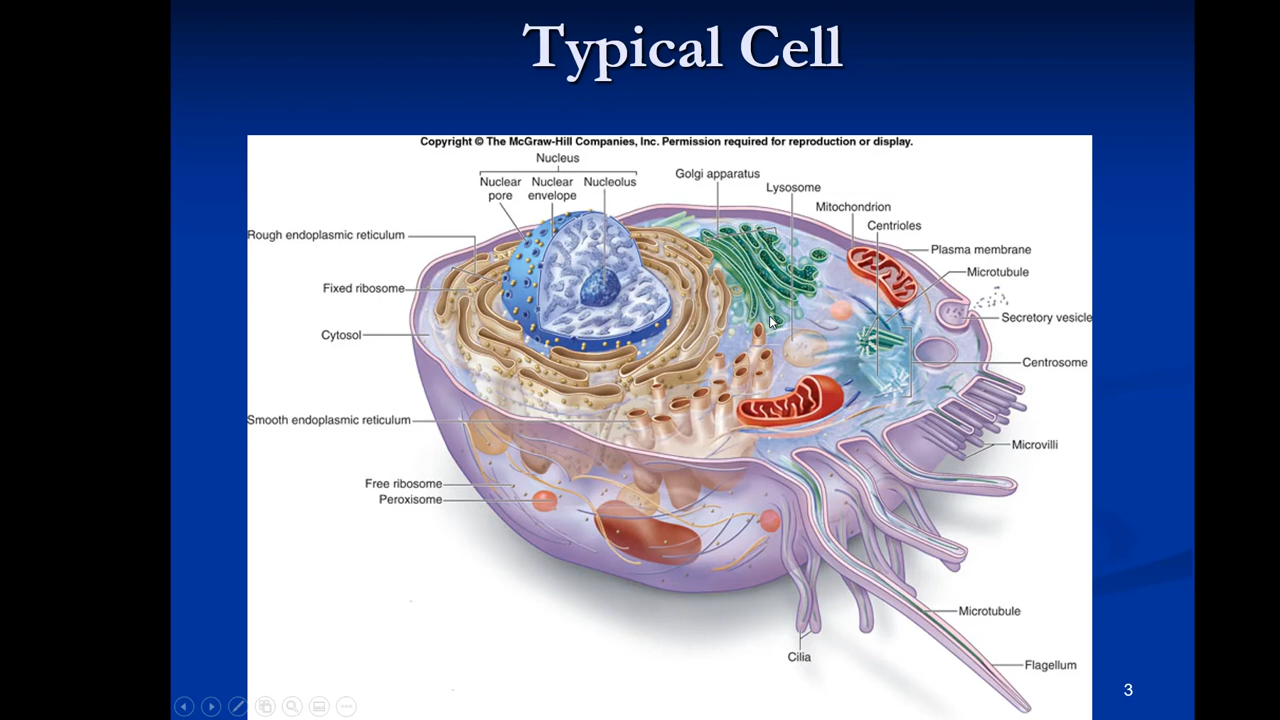 Typical Cell
Copyright © The McGraw-Hill Companies, Inc. Permission required for reproduction or display.
Nucleus
Nuclear
pore
Nuclear
envelope
Nucleolus
Golgi apparatus
Lysosome
Mitochondrion
Centrioles
Rough endoplasmic reticulum
Plasma membrane
Microtubule
Fixed ribosome
Secretory vesicle
Cytosol
Centrosome
Smooth endoplasmic reticulum
Microvilli
Free ribosome
Peroxisome
Microtubule
Cilia
Flagellum
3